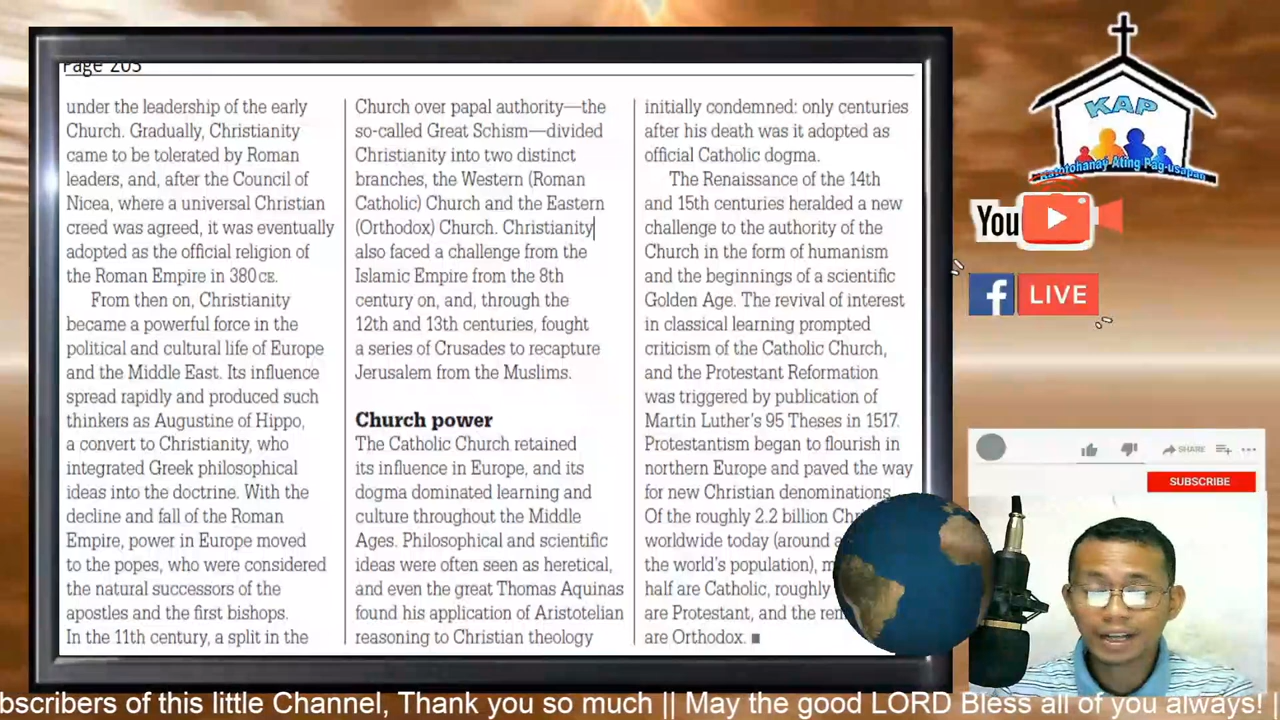 Page 203
under the leadership of the early
Church. Gradually, Christianity
came to be tolerated by Roman
leaders, and, after the Council of
Nicea, where a universal Christian
creed was agreed, it was eventually
adopted as the official religion of
the Roman Empire in 380 CE.
From then on, Christianity
became a powerful force in the
political and cultural life of Europe
and the Middle East. Its influence
spread rapidly and produced such
thinkers as Augustine of Hippo,
a convert to Christianity, who
integrated Greek philosophical
ideas into the doctrine. With the
decline and fall of the Roman
Empire, power in Europe moved
to the popes, who were considered
the natural successors of the
apostles and the first bishops.
In the 11th century, a split in the
Church over papal authority—the
so-called Great Schism—divided
Christianity into two distinct
branches, the Western (Roman
Catholic) Church and the Eastern
(Orthodox) Church. Christianity
also faced a challenge from the
Islamic Empire from the 8th
century on, and, through the
12th and 13th centuries, fought
a series of Crusades to recapture
Jerusalem from the Muslims.
Church power
The Catholic Church retained
its influence in Europe, and its
dogma dominated learning and
culture throughout the Middle
Ages. Philosophical and scientific
ideas were often seen as heretical,
and even the great Thomas Aquinas
found his application of Aristotelian
reasoning to Christian theology
initially condemned: only centuries
after his death was it adopted as
official Catholic dogma.
The Renaissance of the 14th
and 15th centuries heralded a new
challenge to the authority of the
Church in the form of humanism
and the beginnings of a scientific
Golden Age. The revival of interest
in classical learning prompted
criticism of the Catholic Church,
and the Protestant Reformation
was triggered by publication of
Martin Luther's 95 Theses in 1517.
Protestantism began to flourish in
northern Europe and paved the way
for new Christian denominations.
Of the roughly 2.2 billion
worldwide today (around
the world's population),
half are Catholic, roughly
are Protestant, and the
are Orthodox.
KAP
Katotohanay Ating Pag-usapan
You
LIVE
SHARE
SUBSCRIBE
bscribers of this little Channel, Thank you so much || May the good LORD Bless all of you always! |